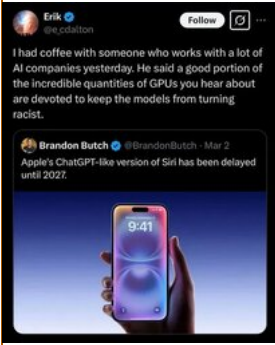 Erik
@e_cdalton
Follow
I had coffee with someone who works with a lot of
AI companies yesterday. He said a good portion of
the incredible quantities of GPUs you hear about
are devoted to keep the models from turning
racist.
Brandon Butch @BrandonButch · Mar 2
Apple's ChatGPT-like version of Siri has been delayed
until 2027.
9:41